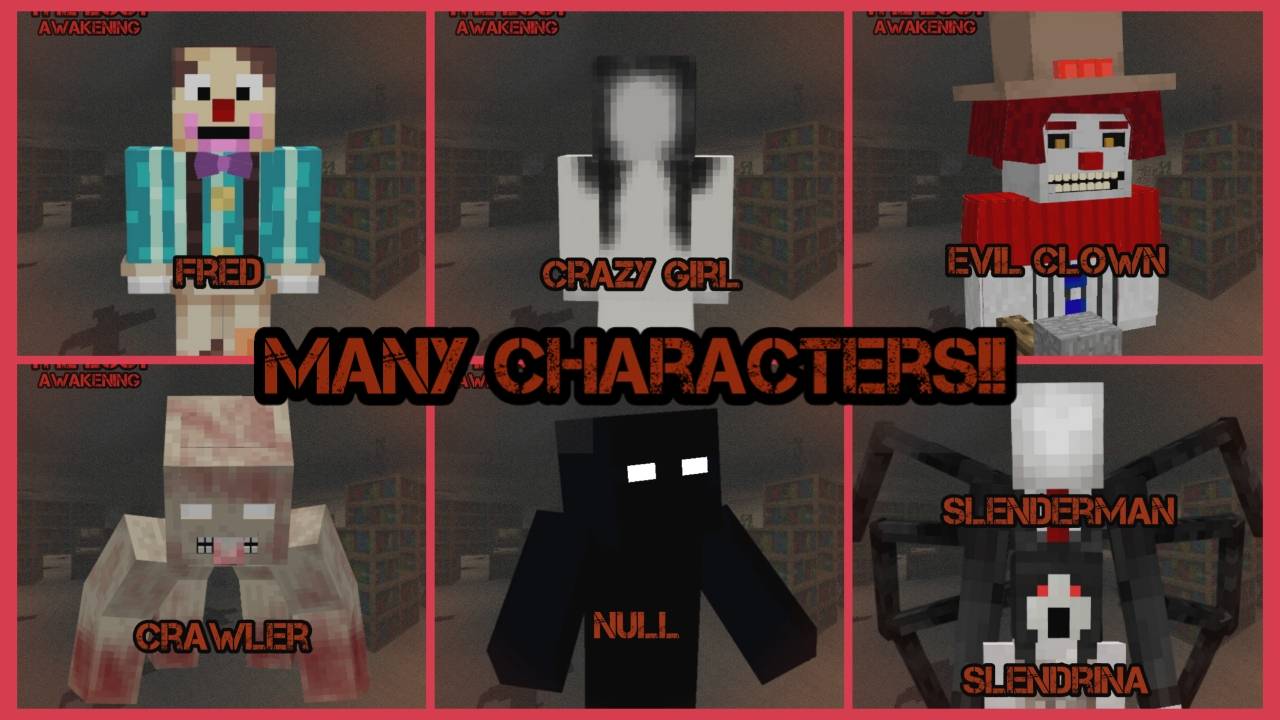 AWAKENING
AWAKENING
AWAKENING
FRED
CRAZY GIRL
EVIL CLOWN
MANY CHARACTERS!!
AWAKENING
CRAWLER
NULL
SLENDERMAN
SLENDRINA